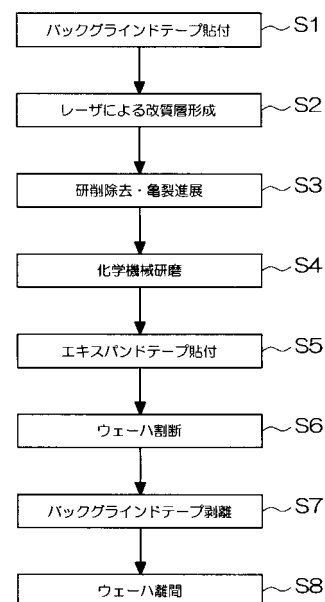 バックグラインドテープ貼付 S1
レーザによる改質層形成 S2
研削除去・亀裂進展 S3
化学機械研磨 S4
エキスパンドテープ貼付 S5
ウェーハ割断 S6
バックグラインドテープ剥離 S7
ウェーハ離間 S8